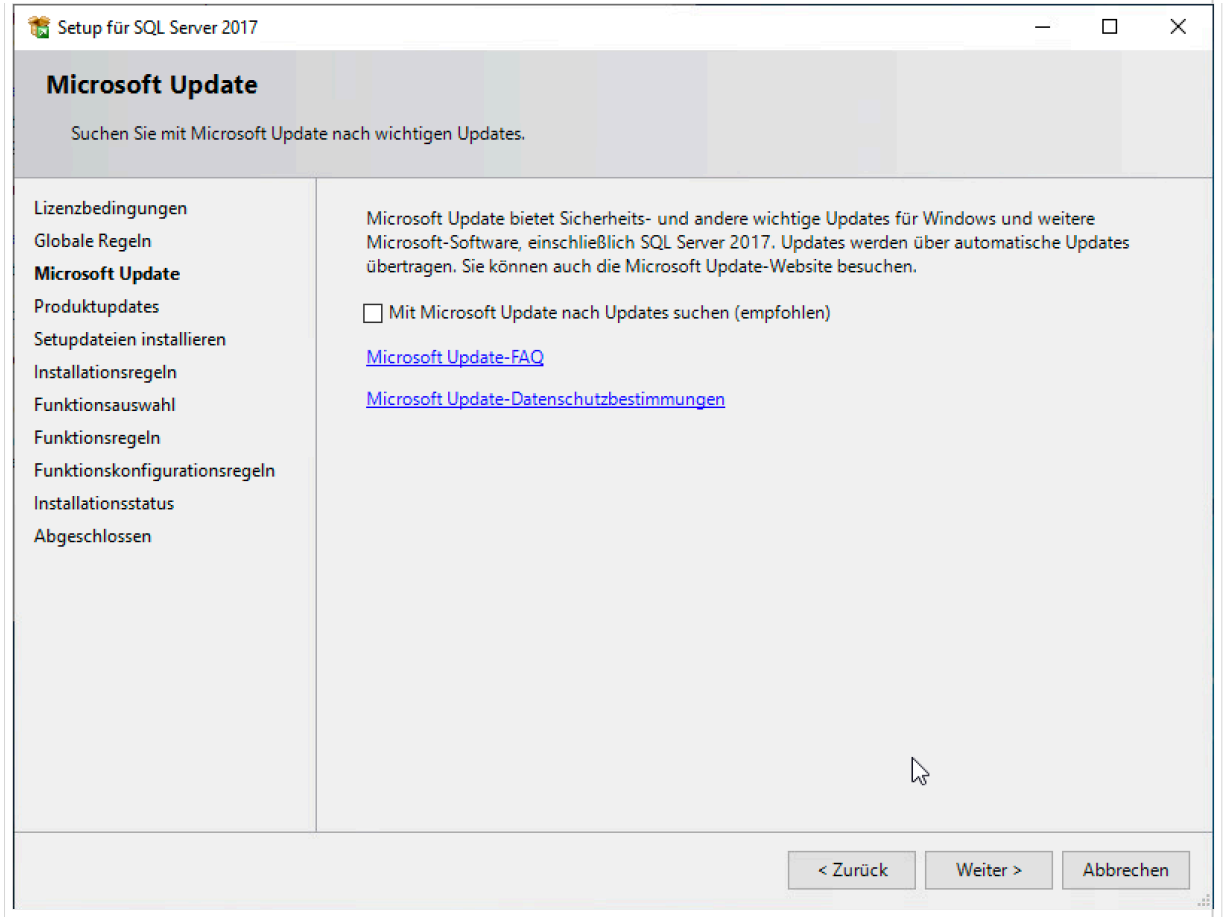 Setup für SQL Server 2017
Microsoft Update
Suchen Sie mit Microsoft Update nach wichtigen Updates.
Lizenzbedingungen
Globale Regeln
Microsoft Update
Produktupdates
Setupdateien installieren
Installationsregeln
Funktionsauswahl
Funktionsregeln
Funktionskonfigurationsregeln
Installationsstatus
Abgeschlossen
Microsoft Update bietet Sicherheits- und andere wichtige Updates für Windows und weitere
Microsoft-Software, einschließlich SQL Server 2017. Updates werden über automatische Updates
übertragen. Sie können auch die Microsoft Update-Website besuchen.
Mit Microsoft Update nach Updates suchen (empfohlen)
Microsoft Update-FAQ
Microsoft Update-Datenschutzbestimmungen
< Zurück
Weiter >
Abbrechen